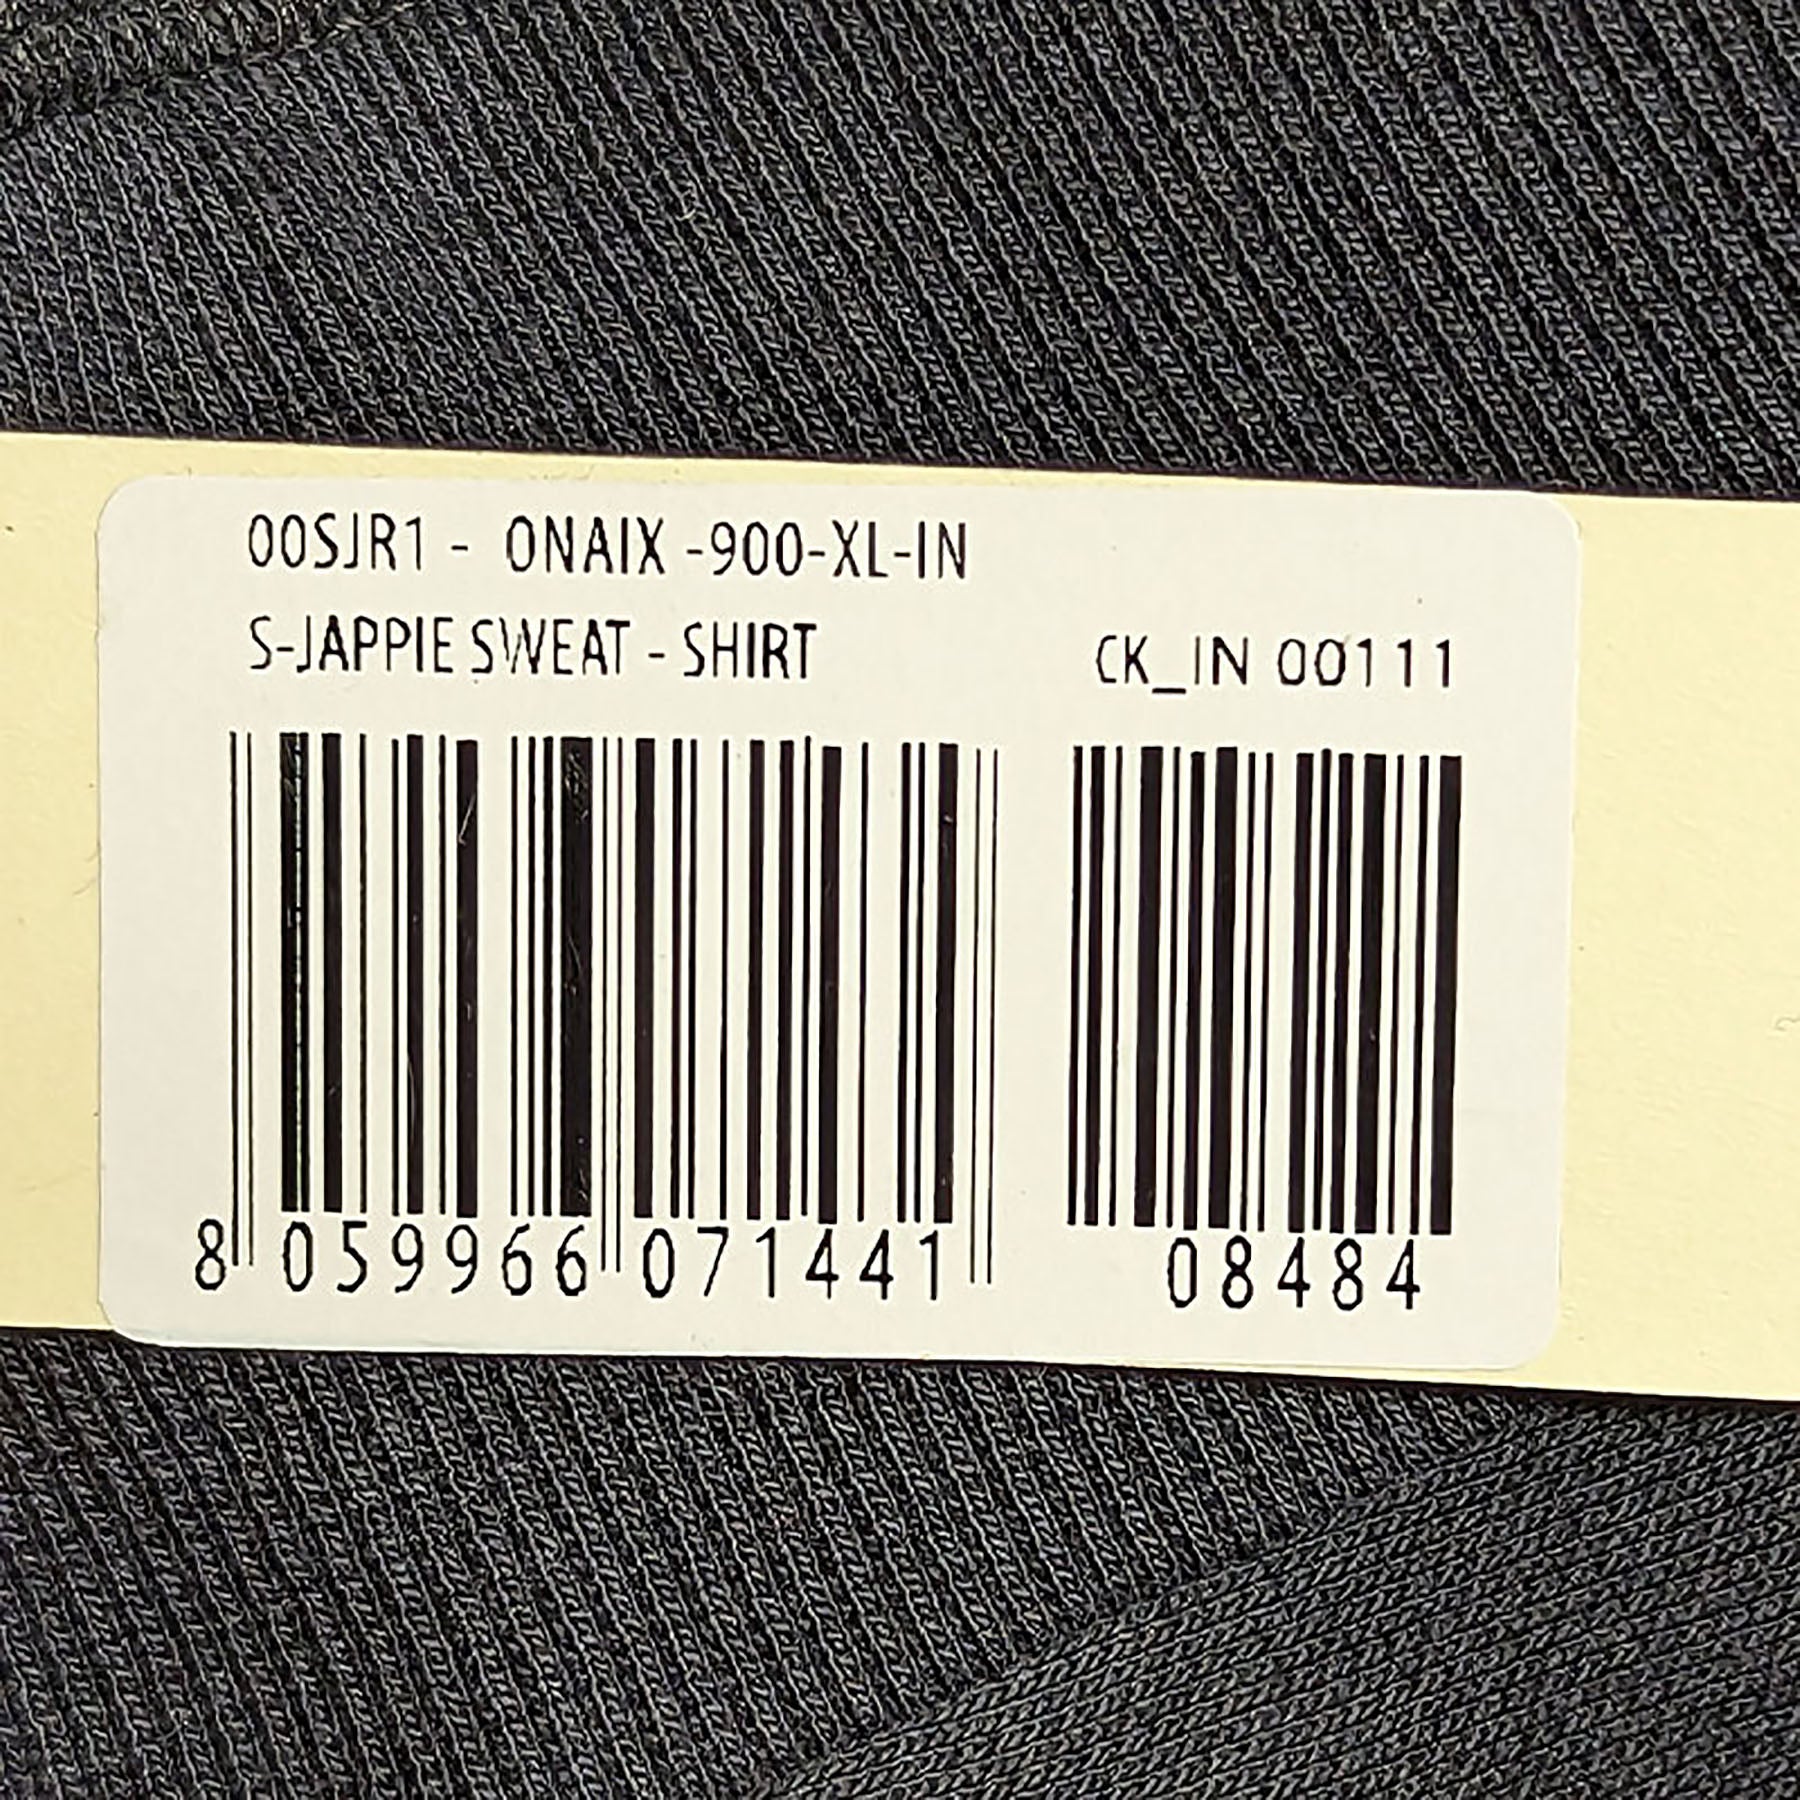 00SJR1 - 0NAIX -900-XL-IN
S-JAPPIE SWEAT - SHIRT
CK_IN 00111
8 059966 071441
08484